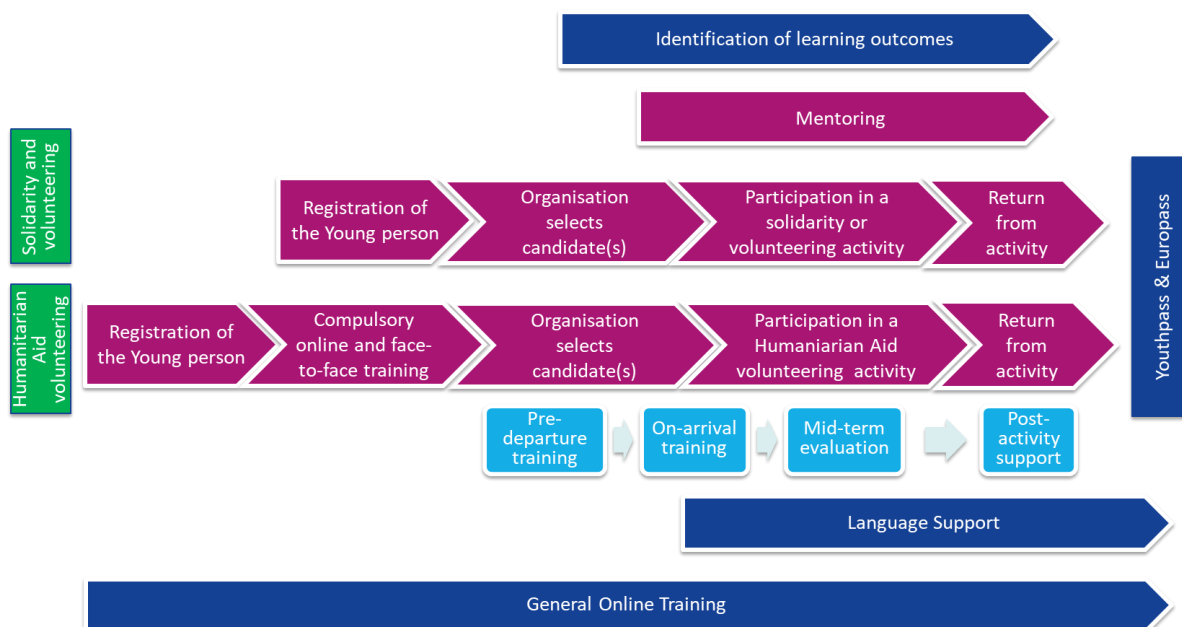 Identification of learning outcomes
Mentoring
Solidarity and
volunteering
Registration of
the Young person
Organisation
selects
candidate(s)
Participation in a
solidarity or
volunteering activity
Return
from
activity
Youthpass & Europass
Humanitarian
Aid
volunteering
Registration of
the Young person
Compulsory
online and face-
to-face training
Organisation
selects
candidate(s)
Participation in a
Humaniarian Aid
volunteering activity
Return
from
activity
Pre-
departure
training
On-arrival
training
Mid-term
evaluation
Post-
activity
support
Language Support
General Online Training